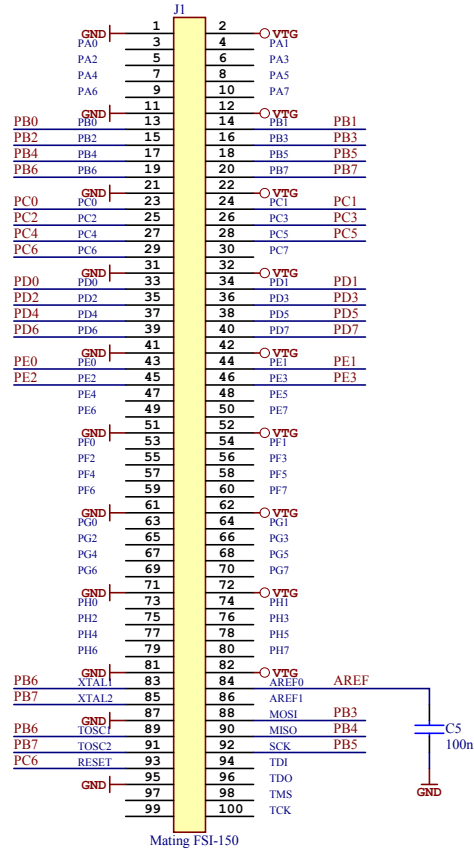 J1
GND 1 2 VTG
PA0 3 4 PA1
PA2 5 6 PA3
PA4 7 8 PA5
PA6 9 10 PA7
GND 11 12 VTG
PB0 PB0 13 14 PB1 PB1
PB2 PB2 15 16 PB3 PB3
PB4 PB4 17 18 PB5 PB5
PB6 PB6 19 20 PB7 PB7
GND 21 22 VTG
PC0 PC0 23 24 PC1 PC1
PC2 PC2 25 26 PC3 PC3
PC4 PC4 27 28 PC5 PC5
PC6 PC6 29 30 PC7
GND 31 32 VTG
PD0 PD0 33 34 PD1 PD1
PD2 PD2 35 36 PD3 PD3
PD4 PD4 37 38 PD5 PD5
PD6 PD6 39 40 PD7 PD7
GND 41 42 VTG
PE0 PE0 43 44 PE1 PE1
PE2 PE2 45 46 PE3 PE3
PE4 47 48 PE5
PE6 49 50 PE7
GND 51 52 VTG
PF0 53 54 PF1
PF2 55 56 PF3
PF4 57 58 PF5
PF6 59 60 PF7
GND 61 62 VTG
PG0 63 64 PG1
PG2 65 66 PG3
PG4 67 68 PG5
PG6 69 70 PG7
GND 71 72 VTG
PH0 73 74 PH1
PH2 75 76 PH3
PH4 77 78 PH5
PH6 79 80 PH7
GND 81 82 VTG
PB6 XTAL1 83 84 AREF0 AREF
PB7 XTAL2 85 86 AREF1
GND 87 88 MOSI PB3
PB6 TOSC1 89 90 MISO PB4
PB7 TOSC2 91 92 SCK PB5
PC6 RESET 93 94 TDI
GND 95 96 TDO
97 98 TMS
99 100 TCK
C5
100n
GND
Mating FSI-150